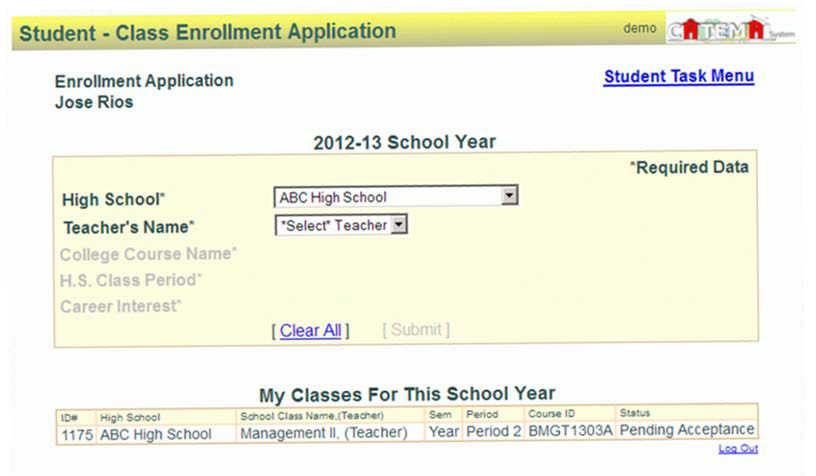 Student - Class Enrollment Application
demo CATEMA System
Enrollment Application
Student Task Menu
Jose Rios
2012-13 School Year
*Required Data
High School* ABC High School
Teacher's Name* *Select* Teacher
College Course Name*
H.S. Class Period*
Career Interest*
[ Clear All ] [ Submit ]
My Classes For This School Year
ID# High School School Class Name,(Teacher) Sem Period Course ID Status
1175 ABC High School Management II, (Teacher) Year Period 2 BMGT1303A Pending Acceptance
Log Out